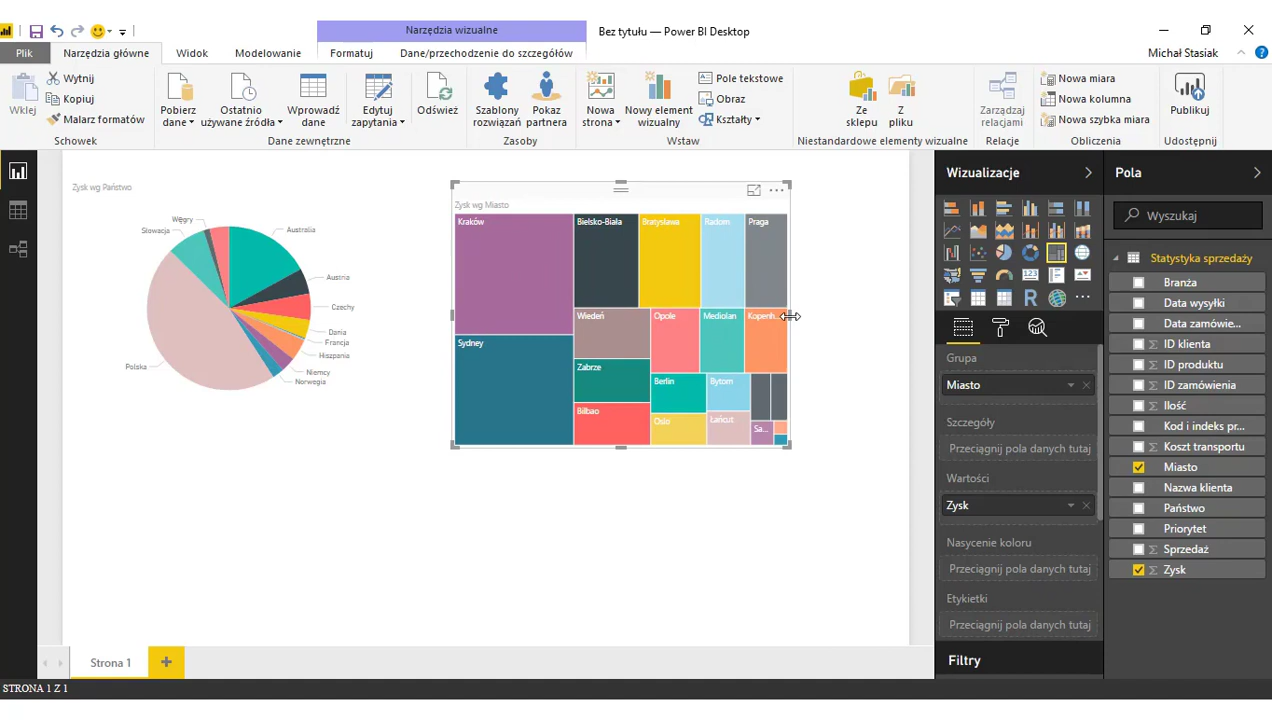 Narzędzia wizualne
Bez tytułu — Power BI Desktop
Plik
Narzędzia główne
Widok
Modelowanie
Formatuj
Dane/przechodzenie do szczegółów
Michał Stasiak
Wklej
Wytnij
Kopiuj
Malarz formatów
Schowek
Pobierz dane
Ostatnio używane źródła
Wprowadź dane
Edytuj zapytania
Odśwież
Dane zewnętrzne
Szablony rozwiązań
Pokaz partnera
Zasoby
Nowa strona
Nowy element wizualny
Pole tekstowe
Obraz
Kształty
Wstaw
Ze sklepu
Z pliku
Niestandardowe elementy wizualne
Zarządzaj relacjami
Relacje
Nowa miara
Nowa kolumna
Nowa szybka miara
Obliczenia
Publikuj
Udostępnij
Zysk wg Państwo
Węgry
Słowacja
Australia
Austria
Czechy
Dania
Francja
Hiszpania
Niemcy
Norwegia
Polska
Zysk wg Miasto
Kraków
Bielsko-Biała
Bratysława
Radom
Praga
Wiedeń
Opole
Mediolan
Kopenh...
Sydney
Zabrze
Berlin
Bytom
Bilbao
Oslo
Łańcut
Sa...
Wizualizacje
Grupa
Miasto
Szczegóły
Przeciągnij pola danych tutaj
Wartości
Zysk
Nasycenie koloru
Przeciągnij pola danych tutaj
Etykietki
Przeciągnij pola danych tutaj
Filtry
Pola
Wyszukaj
Statystyka sprzedaży
Branża
Data wysyłki
Data zamówie...
ID klienta
ID produktu
ID zamówienia
Ilość
Kod i indeks pr...
Koszt transportu
Miasto
Nazwa klienta
Państwo
Priorytet
Sprzedaż
Zysk
Strona 1
STRONA 1 Z 1